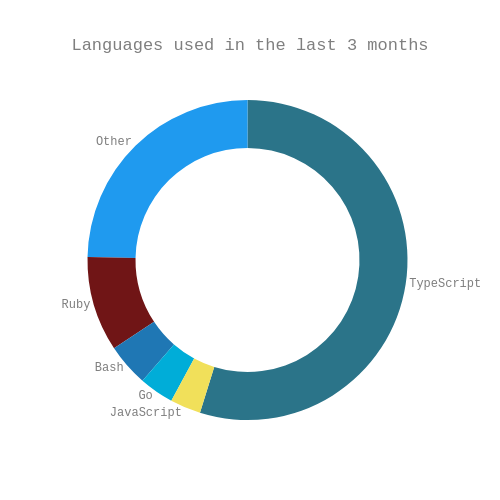 Languages used in the last 3 months
Other
TypeScript
Ruby
Bash
Go
JavaScript